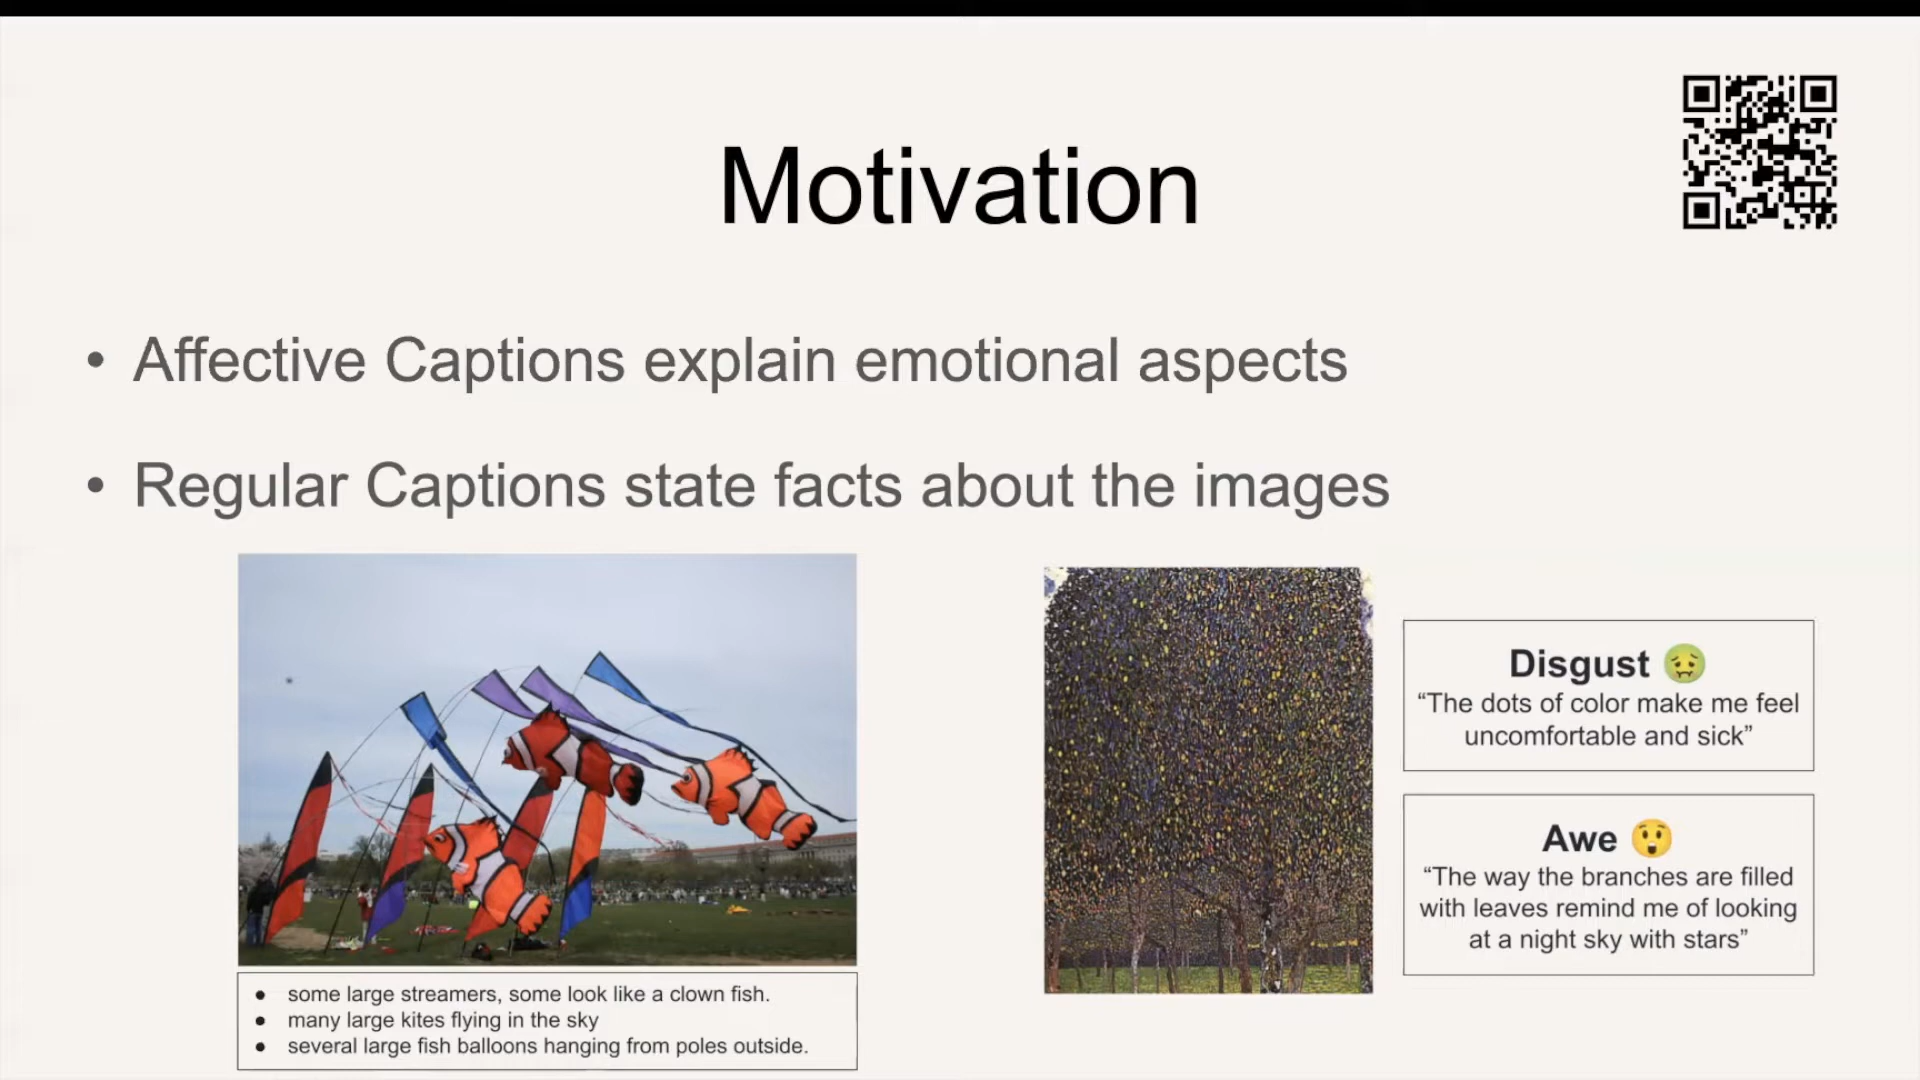 Motivation
• Affective Captions explain emotional aspects
• Regular Captions state facts about the images
● some large streamers, some look like a clown fish.
● many large kites flying in the sky
● several large fish balloons hanging from poles outside.
Disgust 🤢
“The dots of color make me feel
uncomfortable and sick”
Awe 😲
“The way the branches are filled
with leaves remind me of looking
at a night sky with stars”